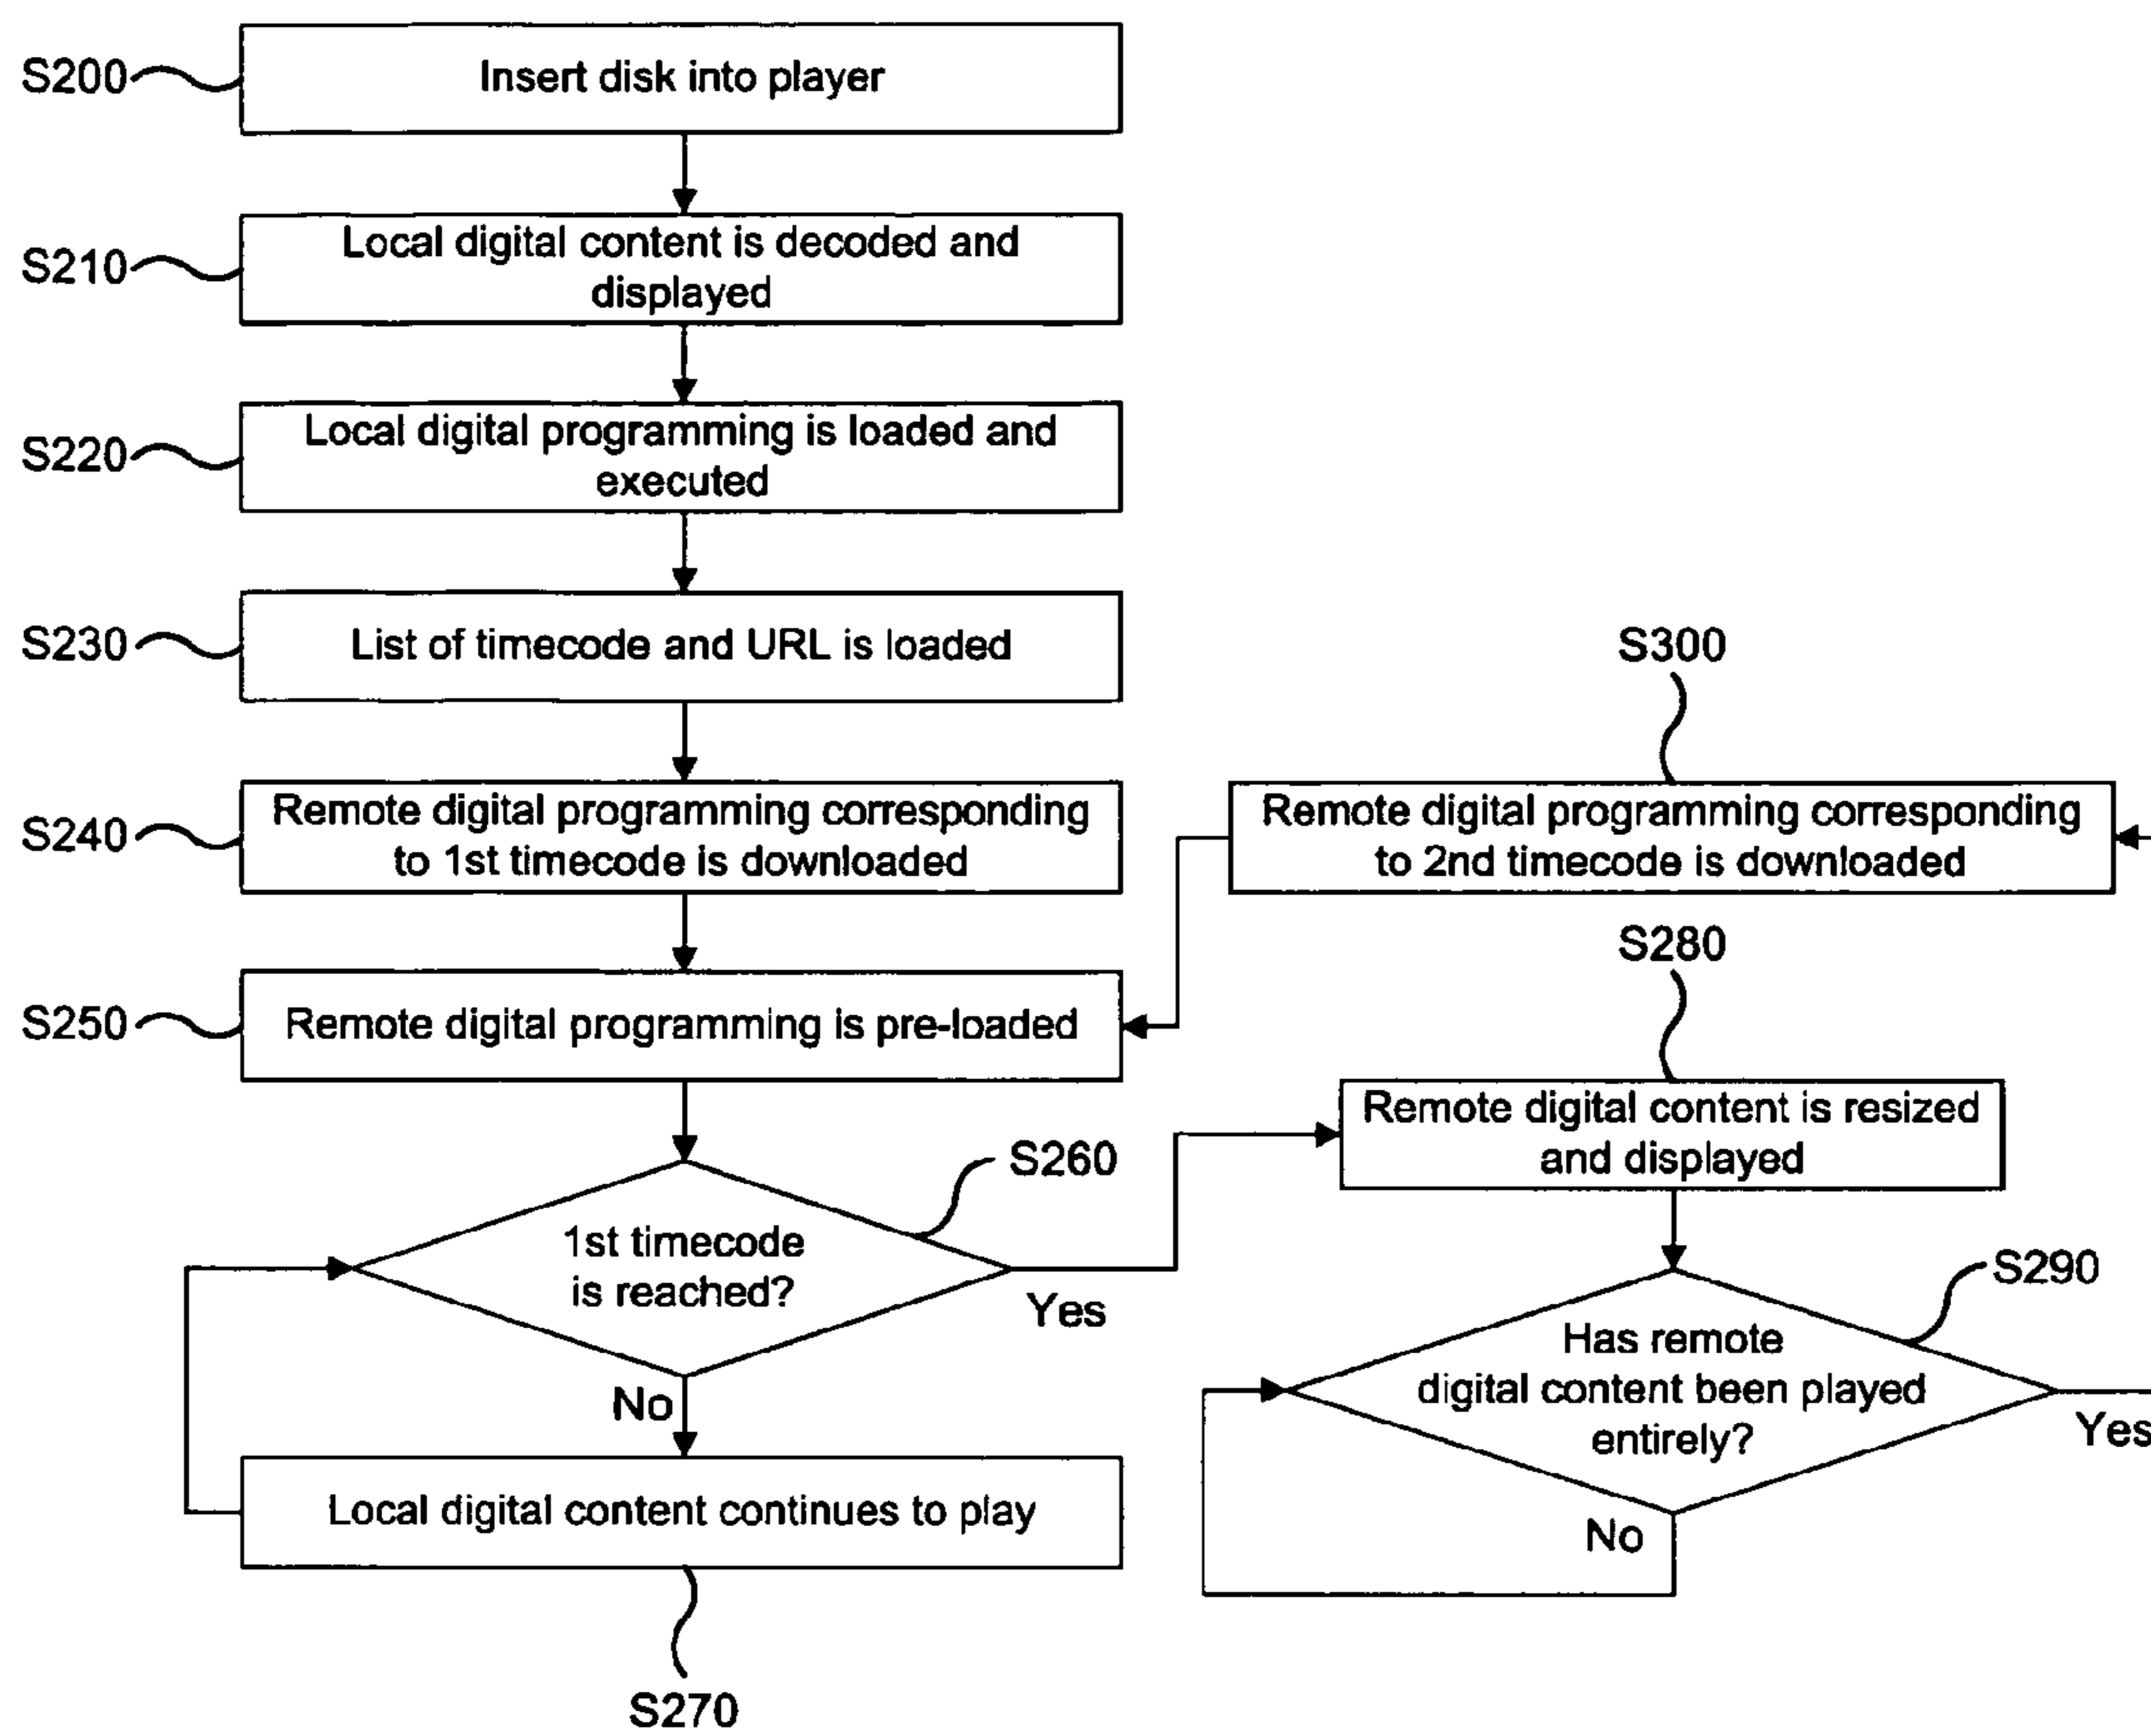 S200
Insert disk into player
S210
Local digital content is decoded and
displayed
S220
Local digital programming is loaded and
executed
S230
List of timecode and URL is loaded
S240
Remote digital programming corresponding
to 1st timecode is downloaded
S250
Remote digital programming is pre-loaded
S260
1st timecode
is reached?
Yes
No
Local digital content continues to play
S270
S300
Remote digital programming corresponding
to 2nd timecode is downloaded
S280
Remote digital content is resized
and displayed
S290
Has remote
digital content been played
entirely?
Yes
No